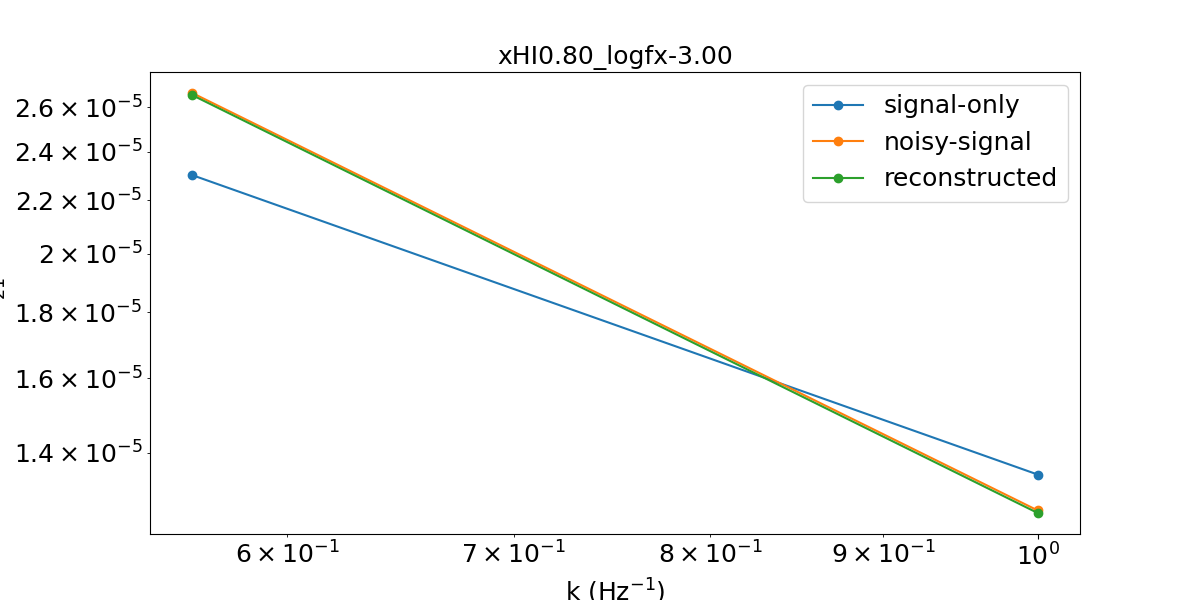 xHI0.80_logfx-3.00
2.6 × 10⁻⁵
2.4 × 10⁻⁵
2.2 × 10⁻⁵
2 × 10⁻⁵
1.8 × 10⁻⁵
1.6 × 10⁻⁵
1.4 × 10⁻⁵
signal-only
noisy-signal
reconstructed
6 × 10⁻¹
7 × 10⁻¹
8 × 10⁻¹
9 × 10⁻¹
10⁰
k (Hz⁻¹)